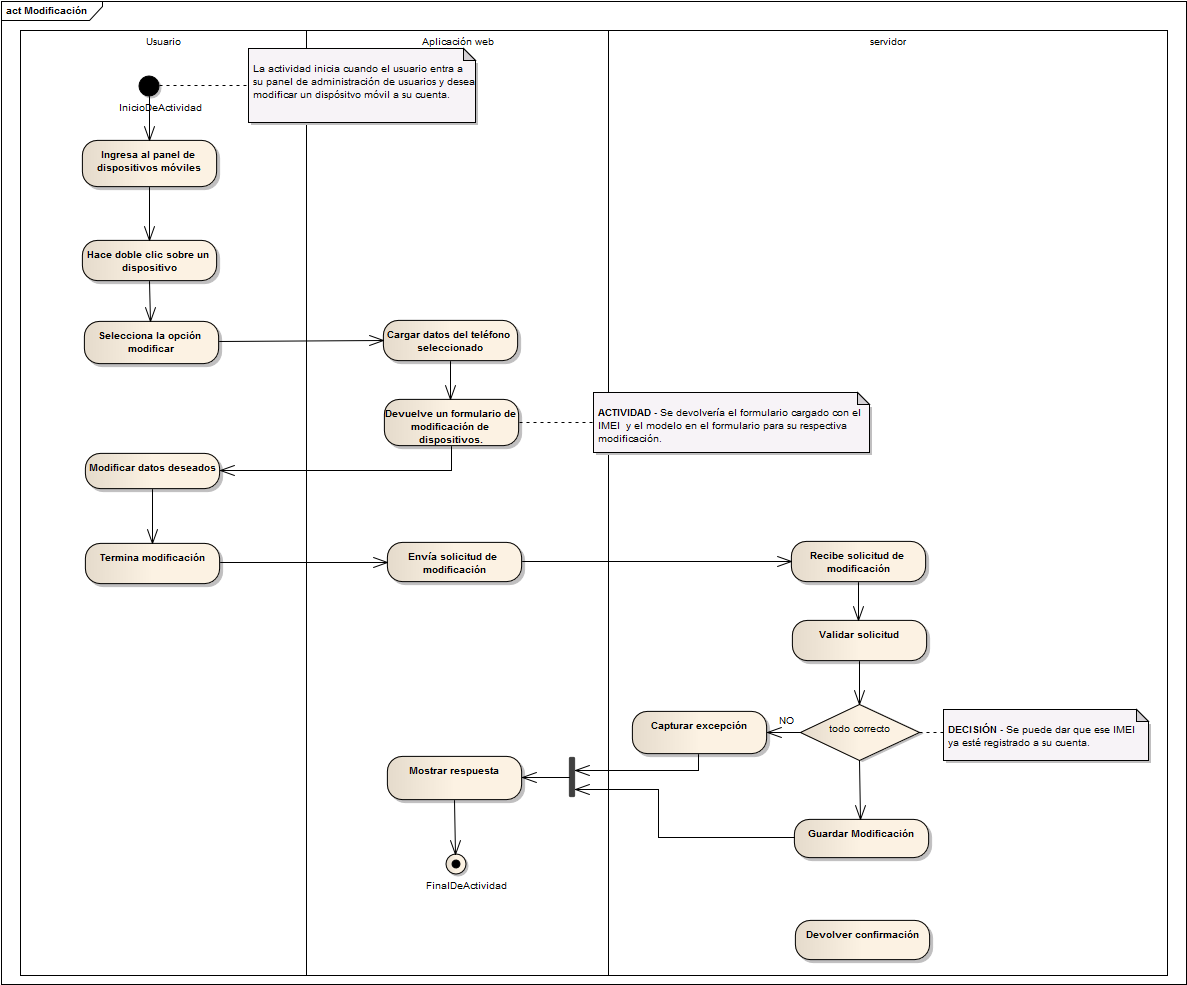 act Modificación
Usuario
Aplicación web
servidor
La actividad inicia cuando el usuario entra a
su panel de administración de usuarios y desea
modificar un dispósitvo móvil a su cuenta.
InicioDeActividad
Ingresa al panel de
dispositivos móviles
Hace doble clic sobre un
dispositivo
Selecciona la opción
modificar
Cargar datos del teléfono
seleccionado
Devuelve un formulario de
modificación de
dispositivos.
ACTIVIDAD - Se devolvería el formulario cargado con el
IMEI y el modelo en el formulario para su respectiva
modificación.
Modificar datos deseados
Termina modificación
Envía solicitud de
modificación
Recibe solicitud de
modificación
Validar solicitud
todo correcto
NO
DECISIÓN - Se puede dar que ese IMEI
ya esté registrado a su cuenta.
Capturar excepción
Mostrar respuesta
Guardar Modificación
FinalDeActividad
Devolver confirmación